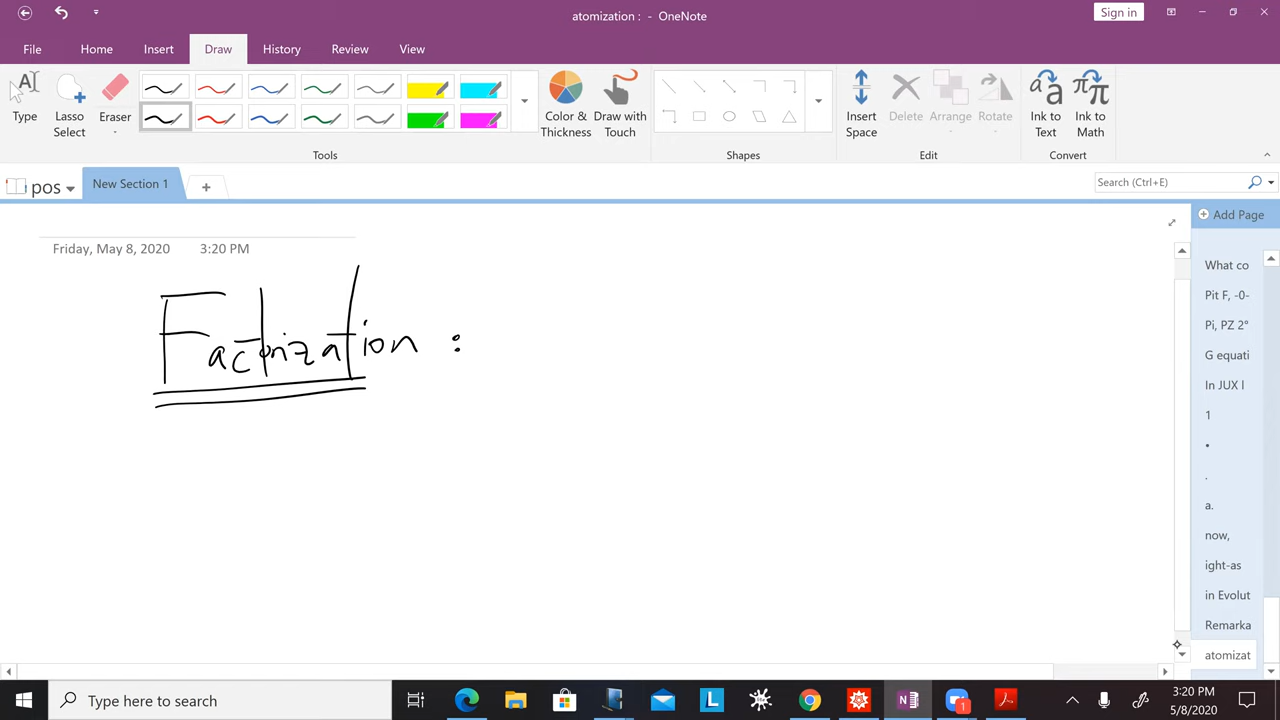 atomization : - OneNote
Sign in
File Home Insert Draw History Review View
Type
Lasso Select
Eraser
Color & Thickness
Draw with Touch
Insert Space
Delete
Arrange
Rotate
Ink to Text
Ink to Math
Tools
Shapes
Edit
Convert
pos
New Section 1
Search (Ctrl+E)
Add Page
Friday, May 8, 2020 3:20 PM
Factorization :
What co
Pit F, -0-
Pi, PZ 2°
G equati
In JUX l
1
•
.
a.
now,
ight-as
in Evolut
Remarka
atomizat
Type here to search
L
1
3:20 PM
5/8/2020